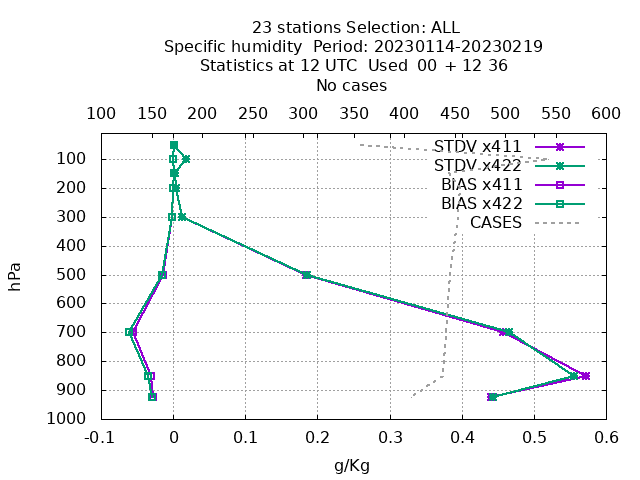 23 stations Selection: ALL
Specific humidity  Period: 20230114-20230219
Statistics at 12 UTC  Used  00 + 12 36
No cases
100 150 200 250 300 350 400 450 500 550 600
STDV x411
STDV x422
BIAS x411
BIAS x422
CASES
hPa
100
200
300
400
500
600
700
800
900
1000
-0.1 0 0.1 0.2 0.3 0.4 0.5 0.6
g/Kg